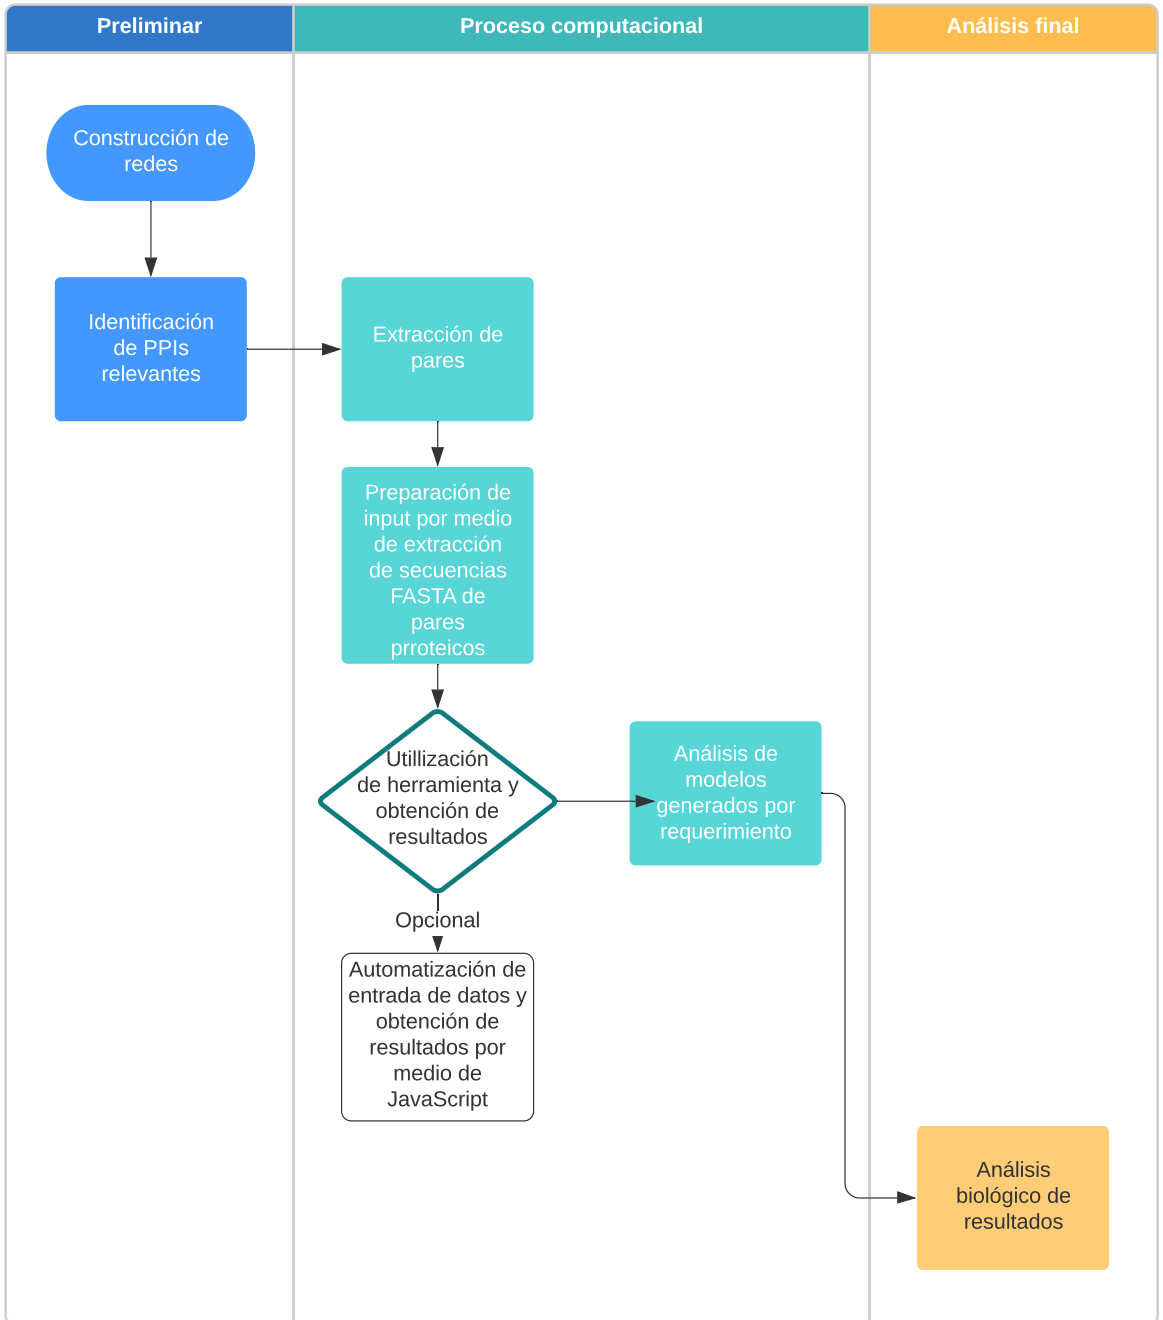 Preliminar
Proceso computacional
Análisis final
Construcción de
redes
Identificación
de PPIs
relevantes
Extracción de
pares
Preparación de
input por medio
de extracción
de secuencias
FASTA de
pares
prroteicos
Utillización
de herramienta y
obtención de
resultados
Análisis de
modelos
generados por
requerimiento
Opcional
Automatización de
entrada de datos y
obtención de
resultados por
medio de
JavaScript
Análisis
biológico de
resultados